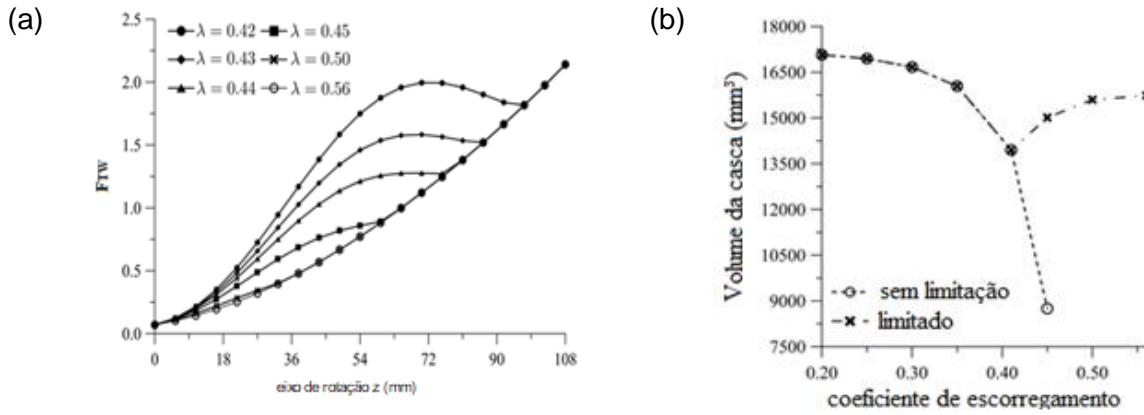 (a)
2.5
2.0
1.5
1.0
0.5
0.0
Frw
λ = 0.42 λ = 0.45
λ = 0.43 λ = 0.50
λ = 0.44 λ = 0.56
0 18 36 54 72 90 108
eixo de rotação z (mm)
(b)
18000
16500
15000
13500
12000
10500
9000
7500
Volume da casca (mm³)
sem limitação
limitado
0.20 0.30 0.40 0.50
coeficiente de escorregamento